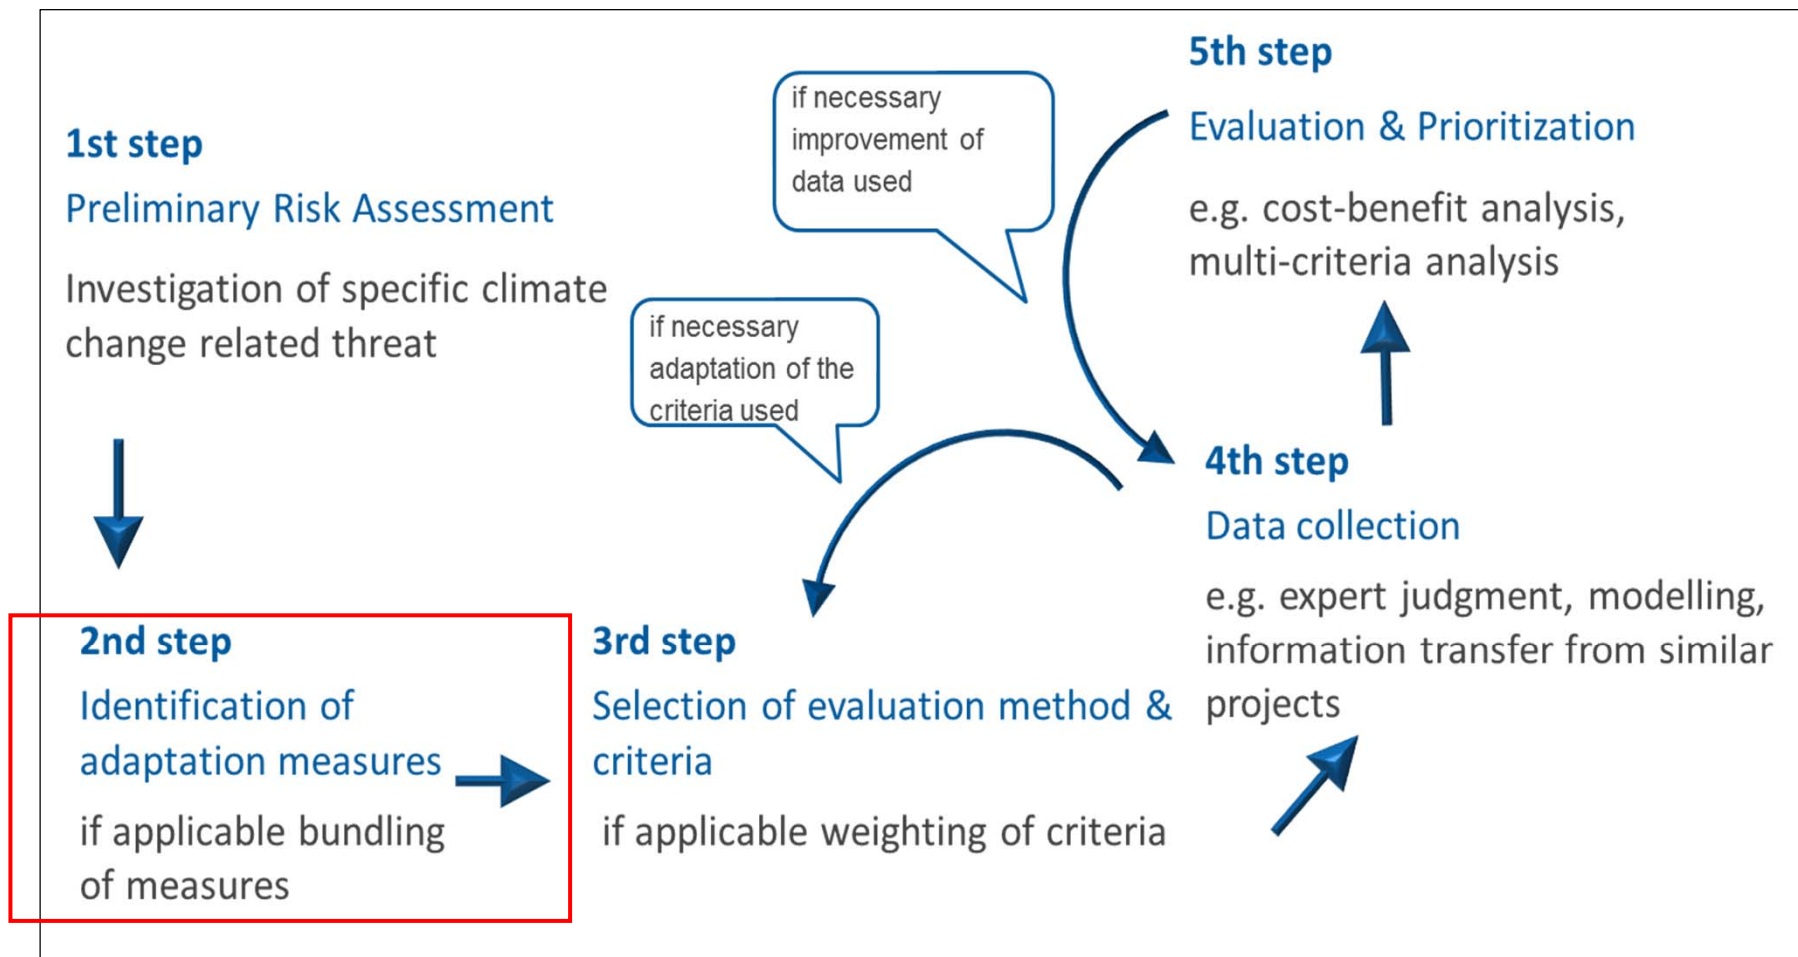 1st step
Preliminary Risk Assessment
Investigation of specific climate
change related threat
2nd step
Identification of
adaptation measures
if applicable bundling
of measures
3rd step
Selection of evaluation method &
criteria
if applicable weighting of criteria
if necessary
adaptation of the
criteria used
4th step
Data collection
e.g. expert judgment, modelling,
information transfer from similar
projects
if necessary
improvement of
data used
5th step
Evaluation & Prioritization
e.g. cost-benefit analysis,
multi-criteria analysis